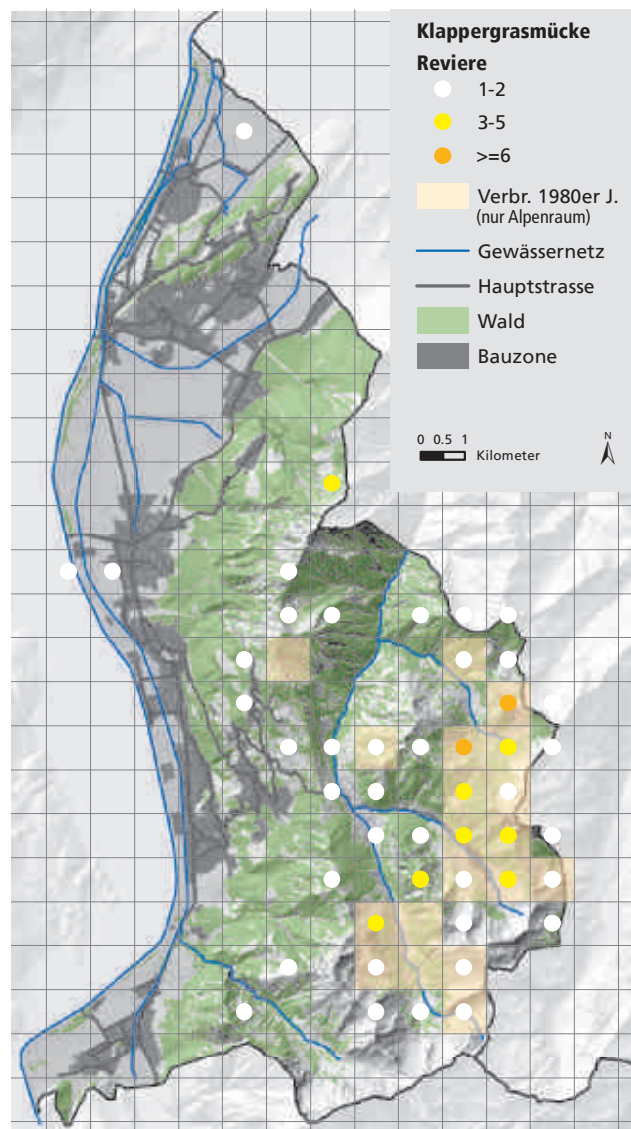 Klappergrasmücke
Reviere
1-2
3-5
>=6
Verbr. 1980er J.
(nur Alpenraum)
Gewässernetz
Hauptstrasse
Wald
Bauzone
0 0.5 1 Kilometer
N